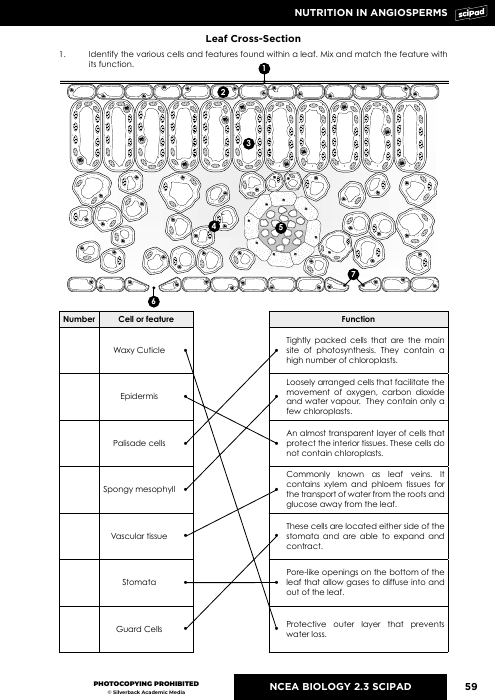 NUTRITION IN ANGIOSPERMS scipad
Leaf Cross-Section
1. Identify the various cells and features found within a leaf. Mix and match the feature with
its function.
1
2
3
4
5
7
6
Number Cell or feature Function
Waxy Cuticle
Tightly packed cells that are the main
site of photosynthesis. They contain a
high number of chloroplasts.
Epidermis
Loosely arranged cells that facilitate the
movement of oxygen, carbon dioxide
and water vapour. They contain only a
few chloroplasts.
Palisade cells
An almost transparent layer of cells that
protect the interior tissues. These cells do
not contain chloroplasts.
Spongy mesophyll
Commonly known as leaf veins. It
contains xylem and phloem tissues for
the transport of water from the roots and
glucose away from the leaf.
Vascular tissue
These cells are located either side of the
stomata and are able to expand and
contract.
Stomata
Pore-like openings on the bottom of the
leaf that allow gases to diffuse into and
out of the leaf.
Guard Cells
Protective outer layer that prevents
water loss.
PHOTOCOPYING PROHIBITED
© Silverback Academic Media
NCEA BIOLOGY 2.3 SCIPAD 59